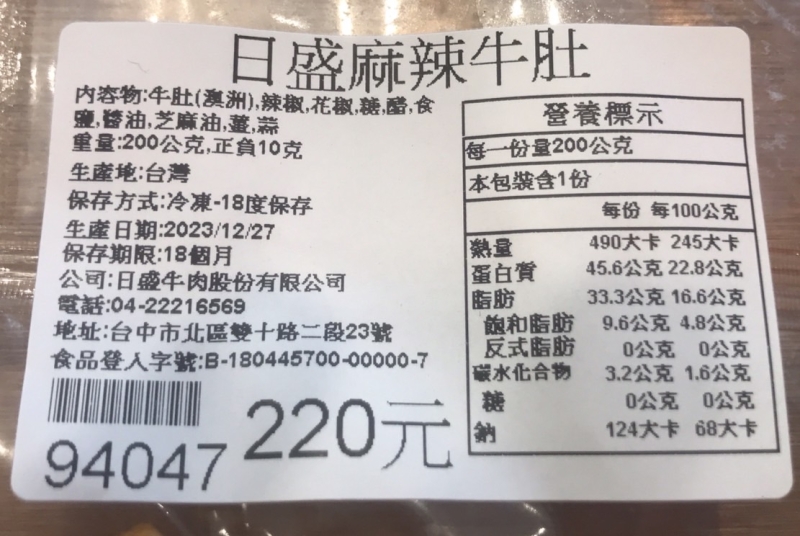 日盛麻辣牛肚
內容物:牛肚(澳洲),辣椒,花椒,糖,醋,食
鹽,醬油,芝麻油,薑,蒜
重量:200公克,正負10克
生產地:台灣
保存方式:冷凍-18度保存
生產日期:2023/12/27
保存期限:18個月
公司:日盛牛肉股份有限公司
電話:04-22216569
地址:台中市北區雙十路二段23號
食品登入字號:B-180445700-00000-7
94047
220元
營養標示
每一份量200公克
本包裝含1份
每份 每100公克
熱量 490大卡 245大卡
蛋白質 45.6公克 22.8公克
脂肪 33.3公克 16.6公克
飽和脂肪 9.6公克 4.8公克
反式脂肪 0公克 0公克
碳水化合物 3.2公克 1.6公克
糖 0公克 0公克
鈉 124大卡 68大卡